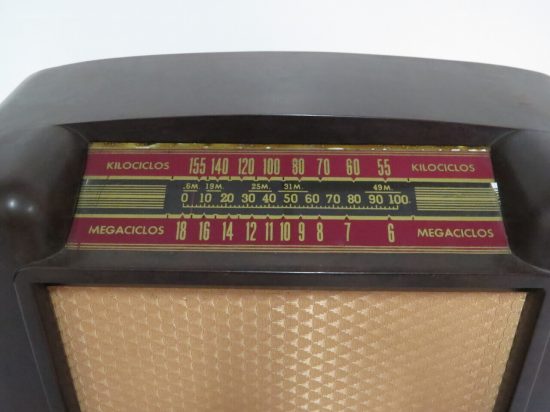 KILOCICLOS 155 140 120 100 80 70 60 55 KILOCICLOS
16M. 19M. 25M. 31M. 49M.
0 10 20 30 40 50 60 70 80 90 100
MEGACICLOS 18 16 14 12 11 10 9 8 7 6 MEGACICLOS